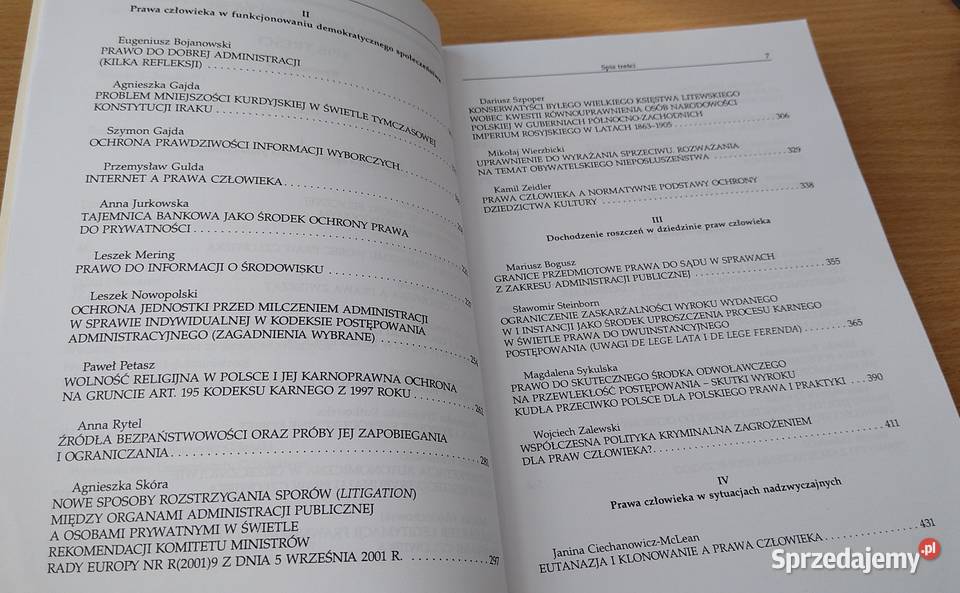 II
Prawa człowieka w funkcjonowaniu demokratycznego społeczeństwa
Eugeniusz Bojanowski
PRAWO DO DOBREJ ADMINISTRACJI
(KILKA REFLEKSJI)
Agnieszka Gajda
PROBLEM MNIEJSZOŚCI KURDYJSKIEJ W ŚWIETLE TYMCZASOWEJ
KONSTYTUCJI IRAKU
Szymon Gajda
OCHRONA PRAWDZIWOŚCI INFORMACJI WYBORCZYCH
Przemysław Gulda
INTERNET A PRAWA CZŁOWIEKA
Anna Jurkowska
TAJEMNICA BANKOWA JAKO ŚRODEK OCHRONY PRAWA
DO PRYWATNOŚCI
Leszek Mering
PRAWO DO INFORMACJI O ŚRODOWISKU
Leszek Nowopolski
OCHRONA JEDNOSTKI PRZED MILCZENIEM ADMINISTRACJI
W SPRAWIE INDYWIDUALNEJ W KODEKSIE POSTĘPOWANIA
ADMINISTRACYJNEGO (ZAGADNIENIA WYBRANE)
Paweł Petasz
WOLNOŚĆ RELIGIJNA W POLSCE I JEJ KARNOPRAWNA OCHRONA
NA GRUNCIE ART. 195 KODEKSU KARNEGO Z 1997 ROKU
Anna Rytel
ŹRÓDŁA BEZPAŃSTWOWOŚCI ORAZ PRÓBY JEJ ZAPOBIEGANIA
I OGRANICZANIA
Agnieszka Skóra
NOWE SPOSOBY ROZSTRZYGANIA SPORÓW (LITIGATION)
MIĘDZY ORGANAMI ADMINISTRACJI PUBLICZNEJ
A OSOBAMI PRYWATNYMI W ŚWIETLE
REKOMENDACJI KOMITETU MINISTRÓW
RADY EUROPY NR R(2001)9 Z DNIA 5 WRZEŚNIA 2001 R. 297
Spis treści 7
Dariusz Szpoper
KONSERWATYŚCI BYŁEGO WIELKIEGO KSIĘSTWA LITEWSKIEGO
WOBEC KWESTII RÓWNOUPRAWNIENIA OSÓB NARODOWOŚCI
POLSKIEJ W GUBERNIACH PÓŁNOCNO-ZACHODNICH
IMPERIUM ROSYJSKIEGO W LATACH 1863–1905 306
Mikołaj Wierzbicki
UPRAWNIENIE DO WYRAŻANIA SPRZECIWU. ROZWAŻANIA
NA TEMAT OBYWATELSKIEGO NIEPOSŁUSZEŃSTWA 329
Kamil Zeidler
PRAWA CZŁOWIEKA A NORMATYWNE PODSTAWY OCHRONY
DZIEDZICTWA KULTURY 338
III
Dochodzenie roszczeń w dziedzinie praw człowieka
Mariusz Bogusz
GRANICE PRZEDMIOTOWE PRAWA DO SĄDU W SPRAWACH
Z ZAKRESU ADMINISTRACJI PUBLICZNEJ 355
Sławomir Steinborn
OGRANICZENIE ZASKARŻALNOŚCI WYROKU WYDANEGO
W I INSTANCJI JAKO ŚRODEK UPROSZCZENIA PROCESU KARNEGO
W ŚWIETLE PRAWA DO DWUINSTANCYJNEGO
POSTĘPOWANIA (UWAGI DE LEGE LATA I DE LEGE FERENDA) 365
Magdalena Sykulska
PRAWO DO SKUTECZNEGO ŚRODKA ODWOŁAWCZEGO
NA PRZEWLEKŁOŚĆ POSTĘPOWANIA – SKUTKI WYROKU
KUDŁA PRZECIWKO POLSCE DLA POLSKIEGO PRAWA I PRAKTYKI 390
Wojciech Zalewski
WSPÓŁCZESNA POLITYKA KRYMINALNA ZAGROŻENIEM
DLA PRAW CZŁOWIEKA? 411
IV
Prawa człowieka w sytuacjach nadzwyczajnych
Janina Ciechanowicz-McLean
EUTANAZJA I KLONOWANIE A PRAWA CZŁOWIEKA 431
Sprzedajemy.pl